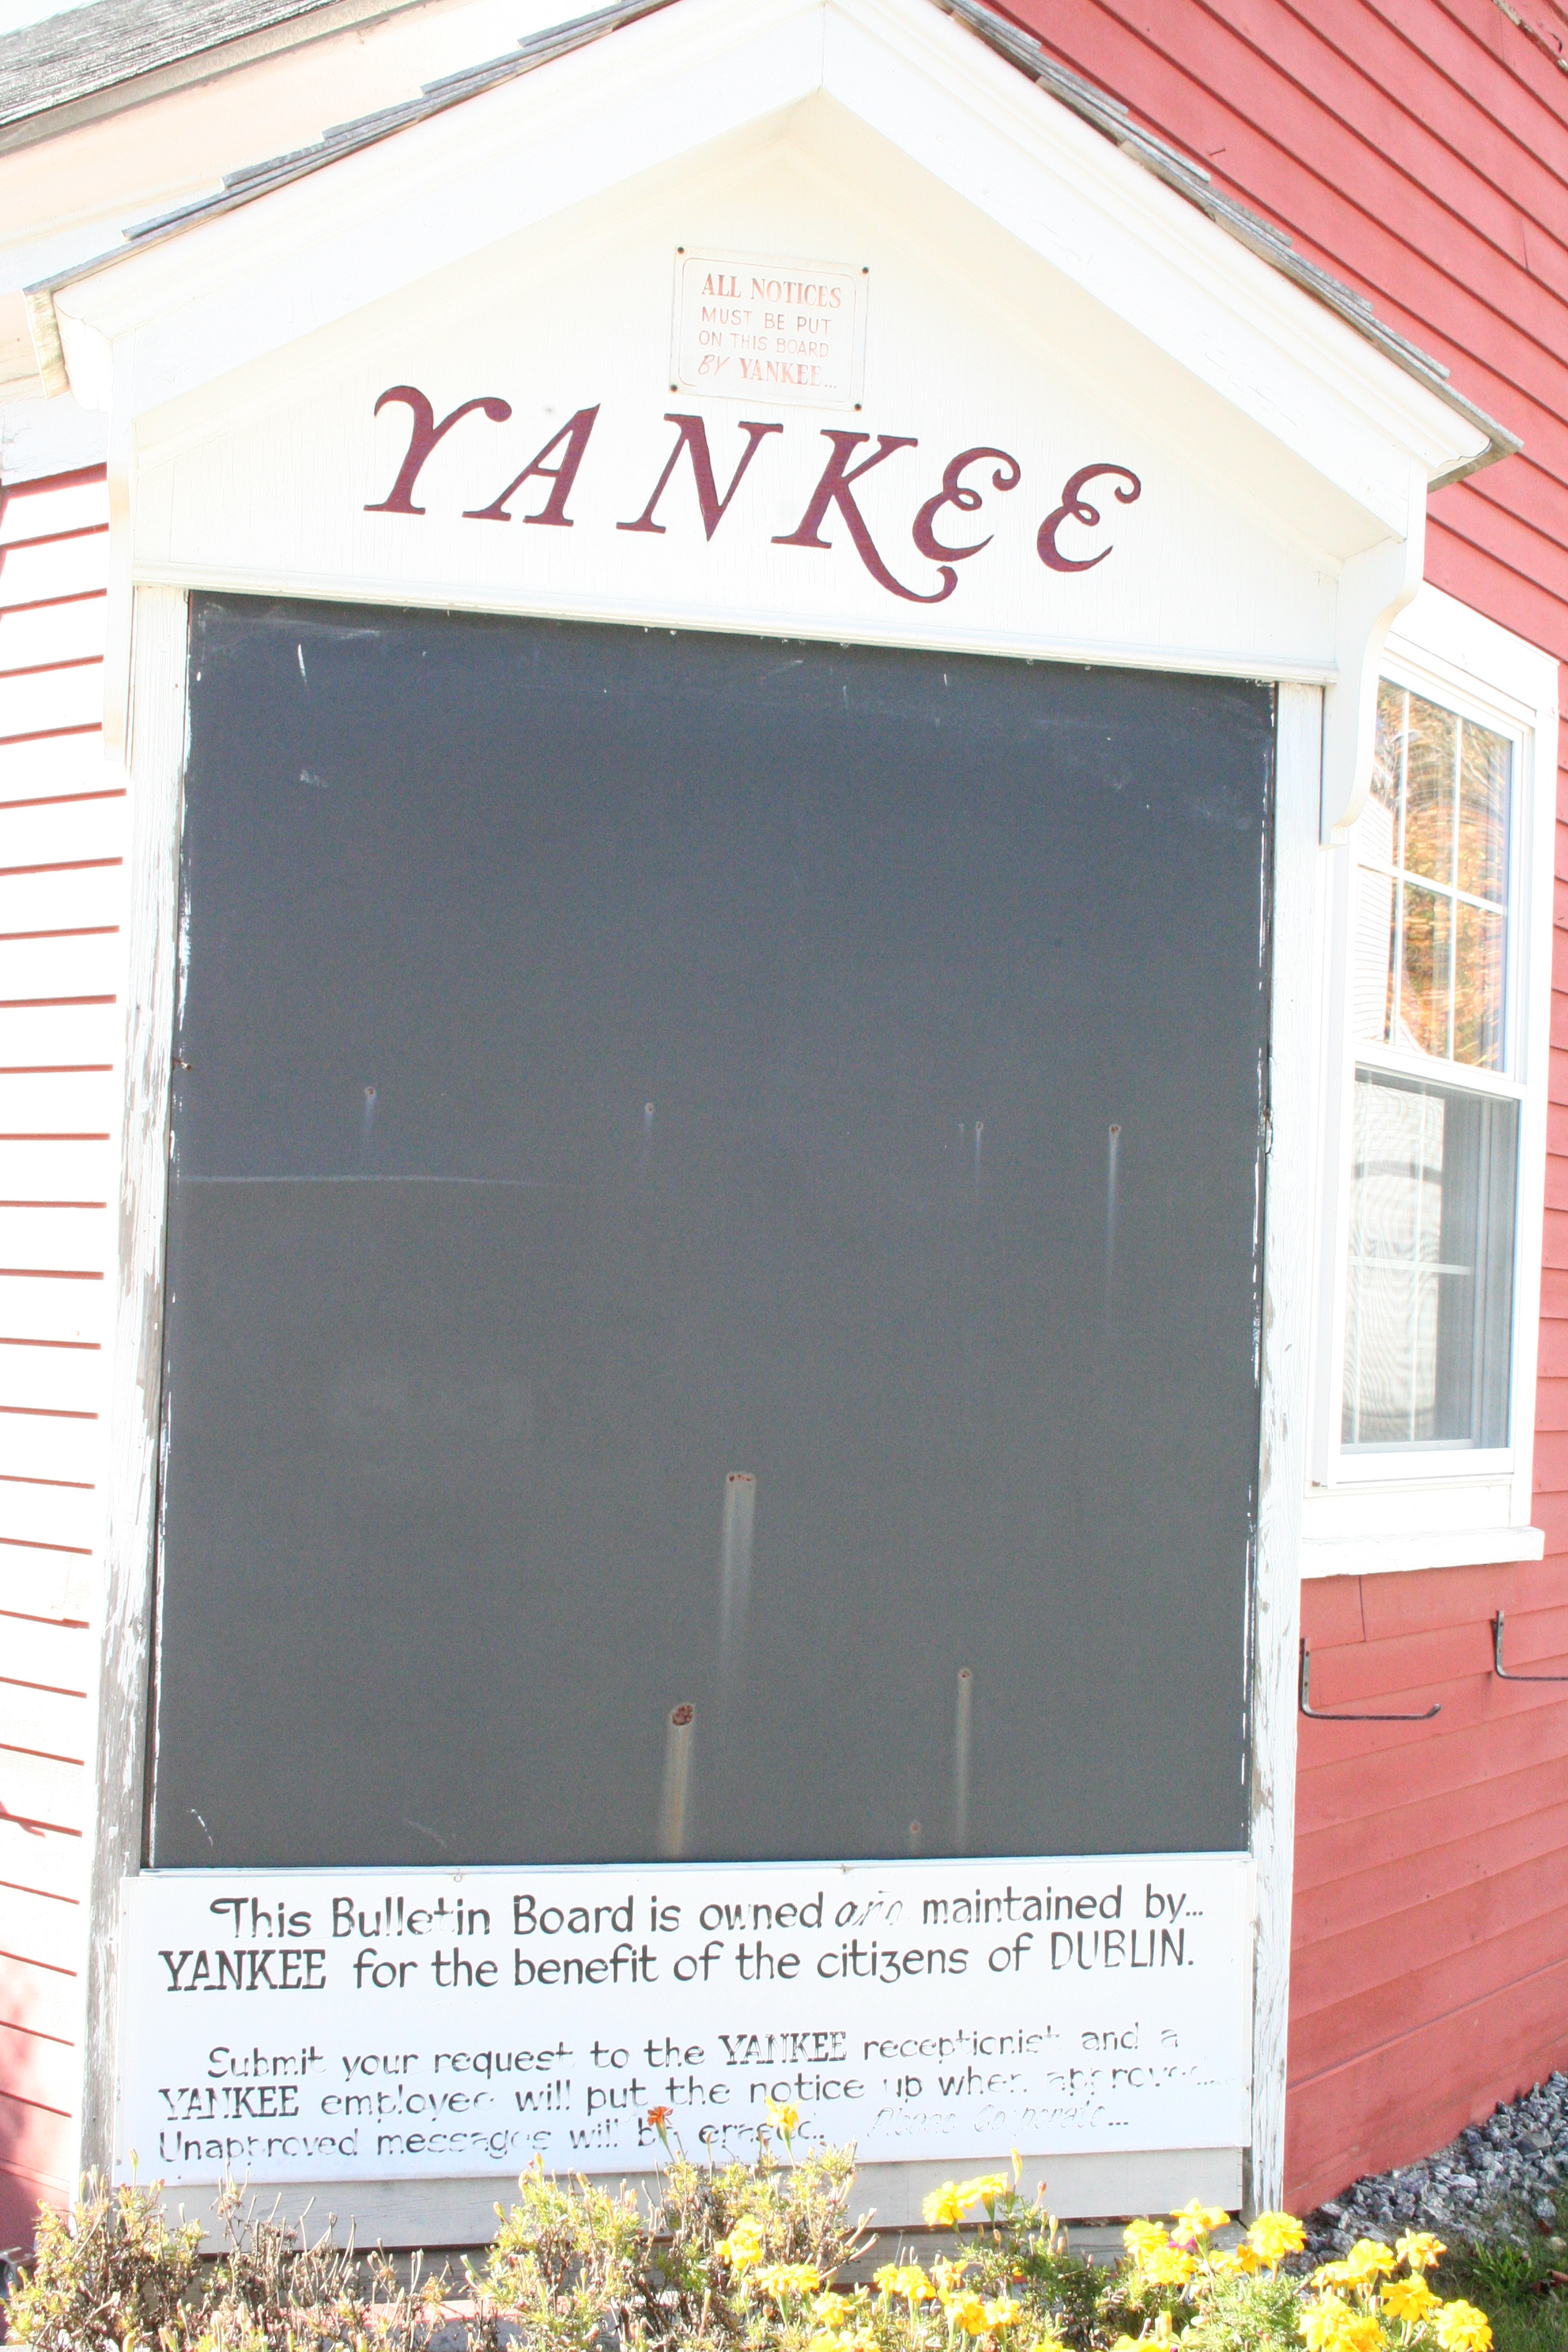 ALL NOTICES
MUST BE PUT
ON THIS BOARD
BY YANKEE...
YANKEE
This Bulletin Board is owned and maintained by...
YANKEE for the benefit of the citizens of DUBLIN.
Submit your request to the YANKEE receptionist and a
YANKEE employee will put the notice up when approved...
Unapproved messages will be erased. Please Cooperate...